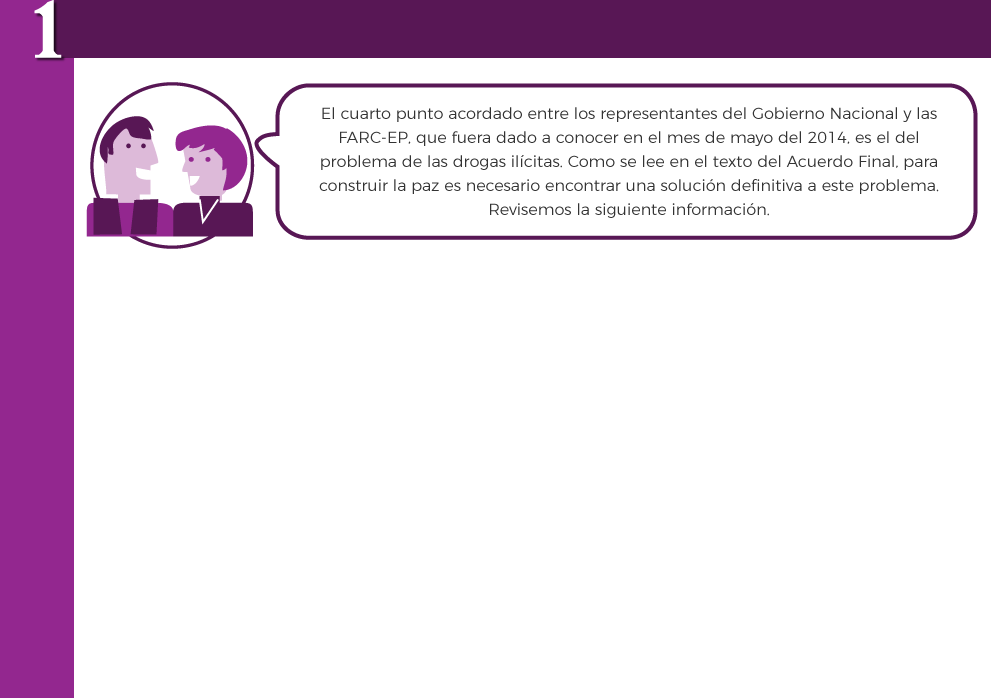 1
El cuarto punto acordado entre los representantes del Gobierno Nacional y las
FARC-EP, que fuera dado a conocer en el mes de mayo del 2014, es el del
problema de las drogas ilícitas. Como se lee en el texto del Acuerdo Final, para
construir la paz es necesario encontrar una solución definitiva a este problema.
Revisemos la siguiente información.